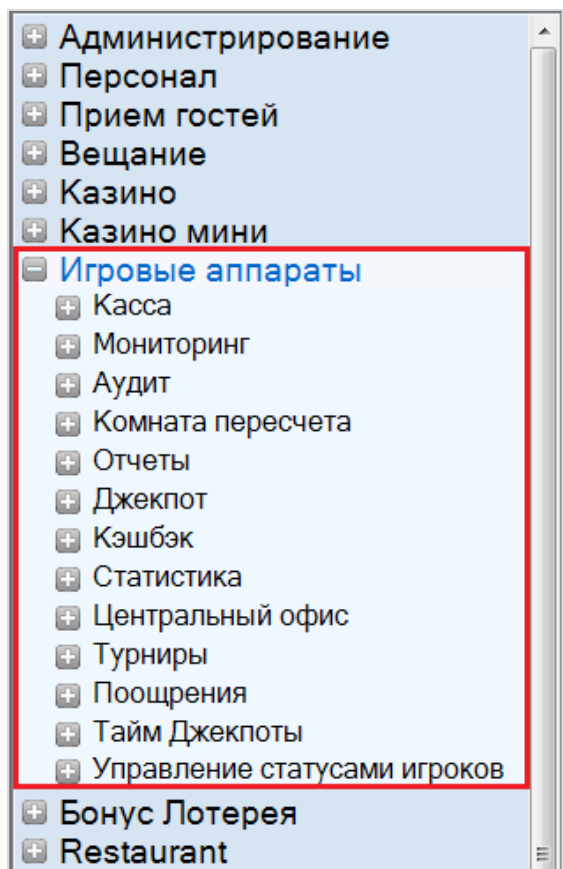 Администрирование
Персонал
Прием гостей
Вещание
Казино
Казино мини
Игровые аппараты
Касса
Мониторинг
Аудит
Комната пересчета
Отчеты
Джекпот
Кэшбэк
Статистика
Центральный офис
Турниры
Поощрения
Тайм Джекпоты
Управление статусами игроков
Бонус Лотерея
Restaurant